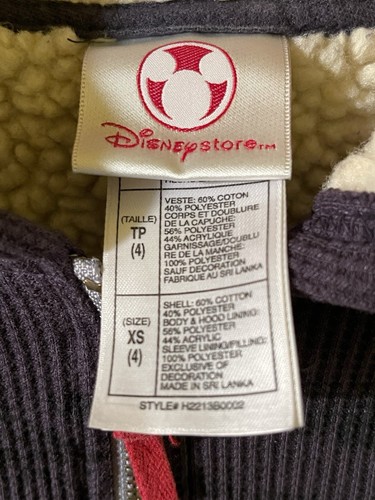 Disney store™
(TAILLE)
TP
(4)
VESTE: 60% COTON
40% POLYESTER
CORPS ET DOUBLURE
DE LA CAPUCHE:
56% POLYESTER
44% ACRYLIQUE
GARNISSAGE/DOUBLU
RE DE LA MANCHE:
100% POLYESTER
SAUF DECORATION
FABRIQUE AU SRI LANKA
(SIZE)
XS
(4)
SHELL: 60% COTTON
40% POLYESTER
BODY & HOOD LINING:
56% POLYESTER
44% ACRYLIC
SLEEVE LINING/FILLING:
100% POLYESTER
EXCLUSIVE OF
DECORATION
MADE IN SRI LANKA
STYLE# H2213B0002